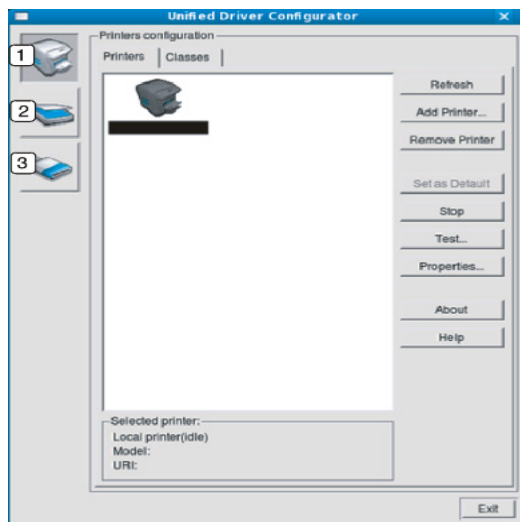 Unified Driver Configurator
1
2
3
Printers configuration
Printers
Classes
Refresh
Add Printer...
Remove Printer
Set as Default
Stop
Test...
Properties...
About
Help
Selected printer:
Local printer(idle)
Model:
URI:
Exit